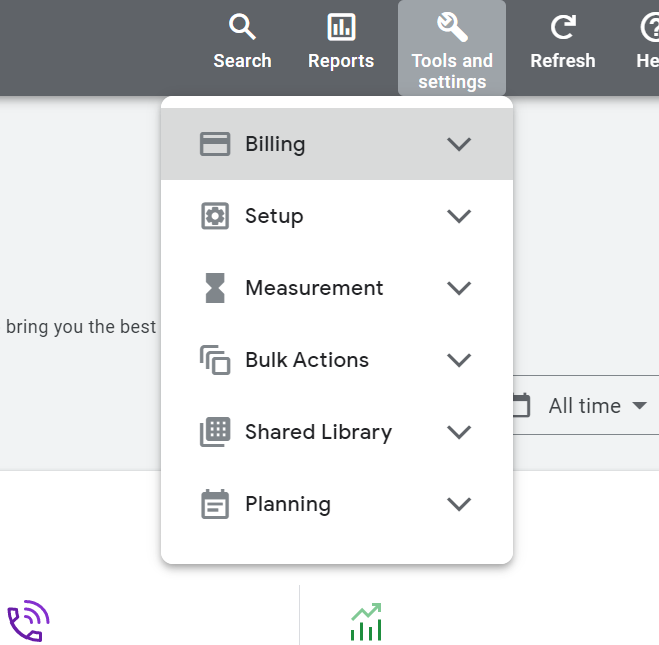 Search
Reports
Tools and
settings
Refresh
He
Billing
Setup
Measurement
bring you the best
Bulk Actions
All time
Shared Library
Planning